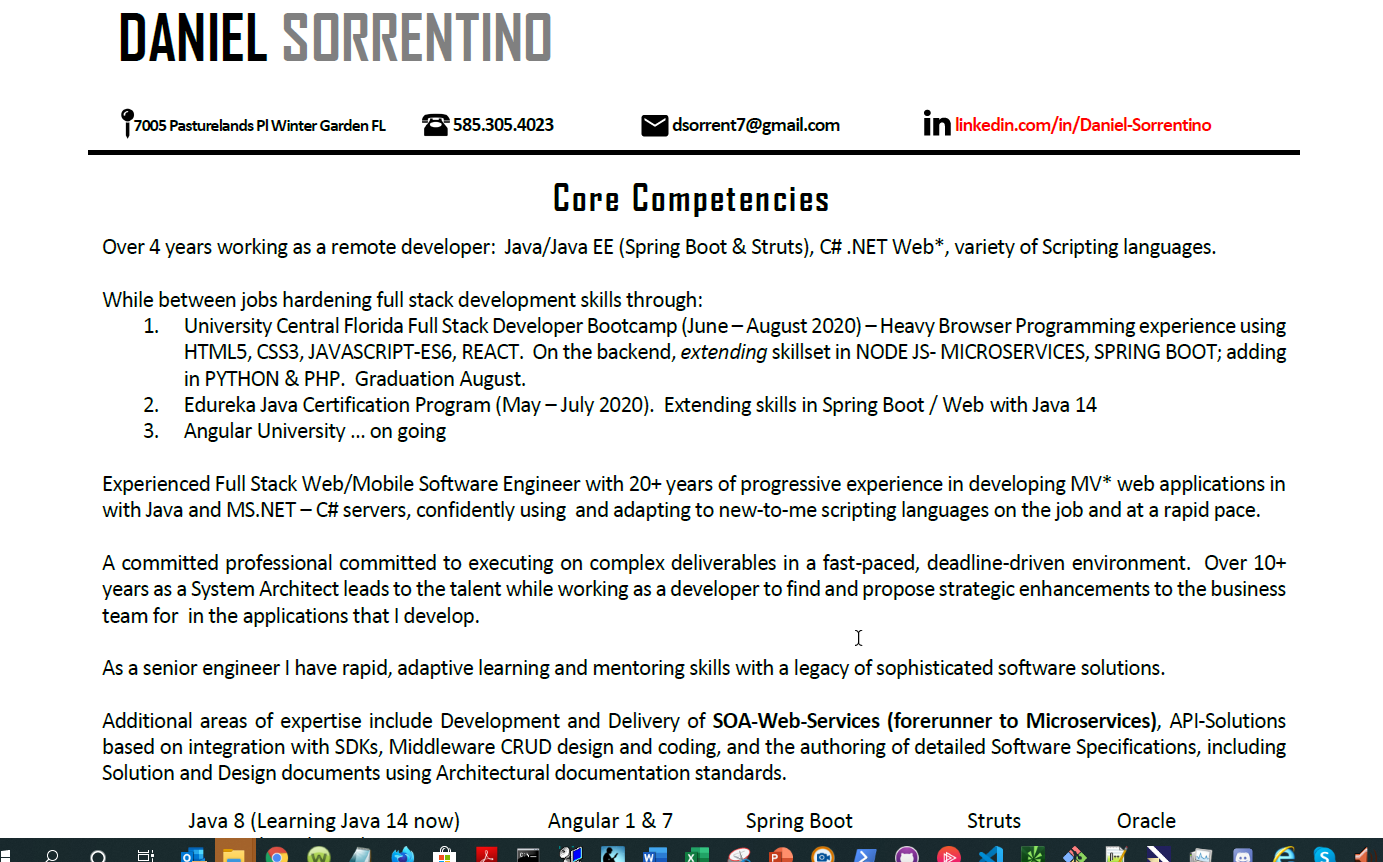 DANIEL SORRENTINO
7005 Pasturelands Pl Winter Garden FL 585.305.4023 dsorrent7@gmail.com linkedin.com/in/Daniel-Sorrentino
Core Competencies
Over 4 years working as a remote developer: Java/Java EE (Spring Boot & Struts), C# .NET Web*, variety of Scripting languages.
While between jobs hardening full stack development skills through:
1. University Central Florida Full Stack Developer Bootcamp (June – August 2020) – Heavy Browser Programming experience using
HTML5, CSS3, JAVASCRIPT-ES6, REACT. On the backend, extending skillset in NODE JS- MICROSERVICES, SPRING BOOT; adding
in PYTHON & PHP. Graduation August.
2. Edureka Java Certification Program (May – July 2020). Extending skills in Spring Boot / Web with Java 14
3. Angular University ... on going
Experienced Full Stack Web/Mobile Software Engineer with 20+ years of progressive experience in developing MV* web applications in
with Java and MS.NET – C# servers, confidently using and adapting to new-to-me scripting languages on the job and at a rapid pace.
A committed professional committed to executing on complex deliverables in a fast-paced, deadline-driven environment. Over 10+
years as a System Architect leads to the talent while working as a developer to find and propose strategic enhancements to the business
team for in the applications that I develop.
As a senior engineer I have rapid, adaptive learning and mentoring skills with a legacy of sophisticated software solutions.
Additional areas of expertise include Development and Delivery of SOA-Web-Services (forerunner to Microservices), API-Solutions
based on integration with SDKs, Middleware CRUD design and coding, and the authoring of detailed Software Specifications, including
Solution and Design documents using Architectural documentation standards.
Java 8 (Learning Java 14 now) Angular 1 & 7 Spring Boot Struts Oracle